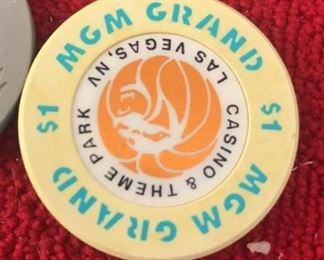 MGM GRAND
$1
MGM GRAND
$1
LAS VEGAS, NV
CASINO & THEME PARK